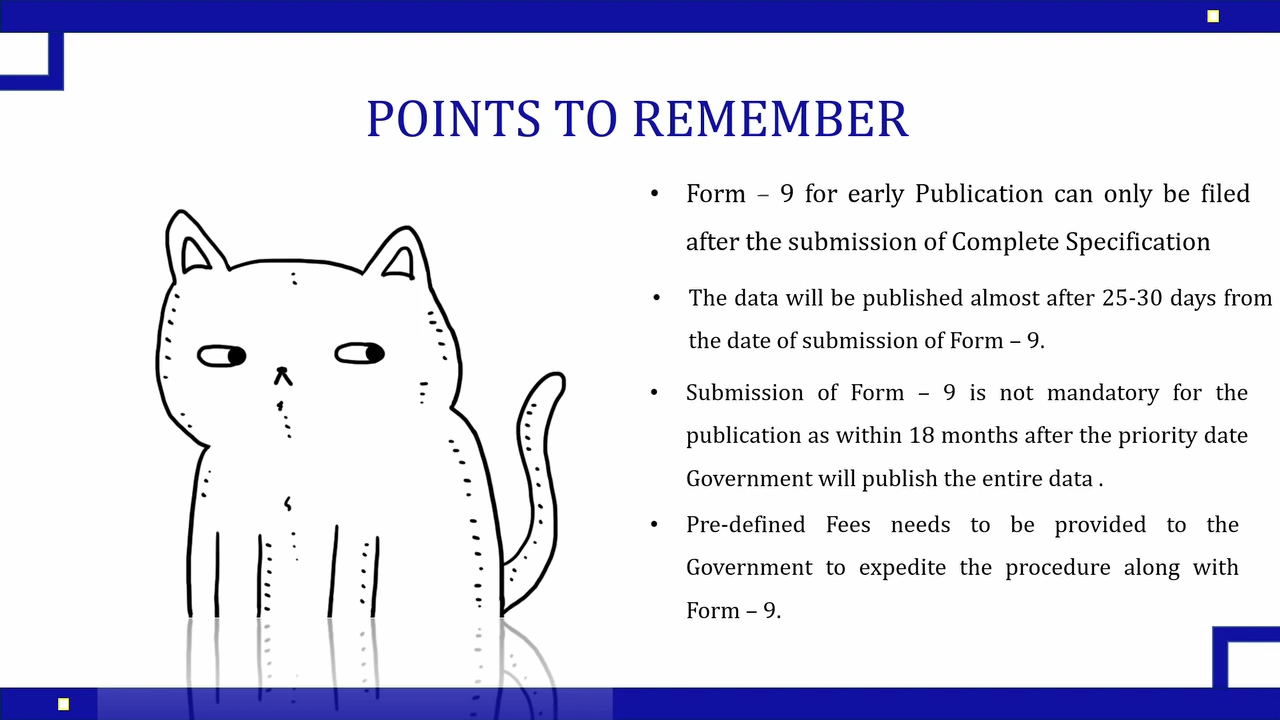 POINTS TO REMEMBER
• Form – 9 for early Publication can only be filed
after the submission of Complete Specification
• The data will be published almost after 25-30 days from
the date of submission of Form – 9.
• Submission of Form – 9 is not mandatory for the
publication as within 18 months after the priority date
Government will publish the entire data .
• Pre-defined Fees needs to be provided to the
Government to expedite the procedure along with
Form – 9.